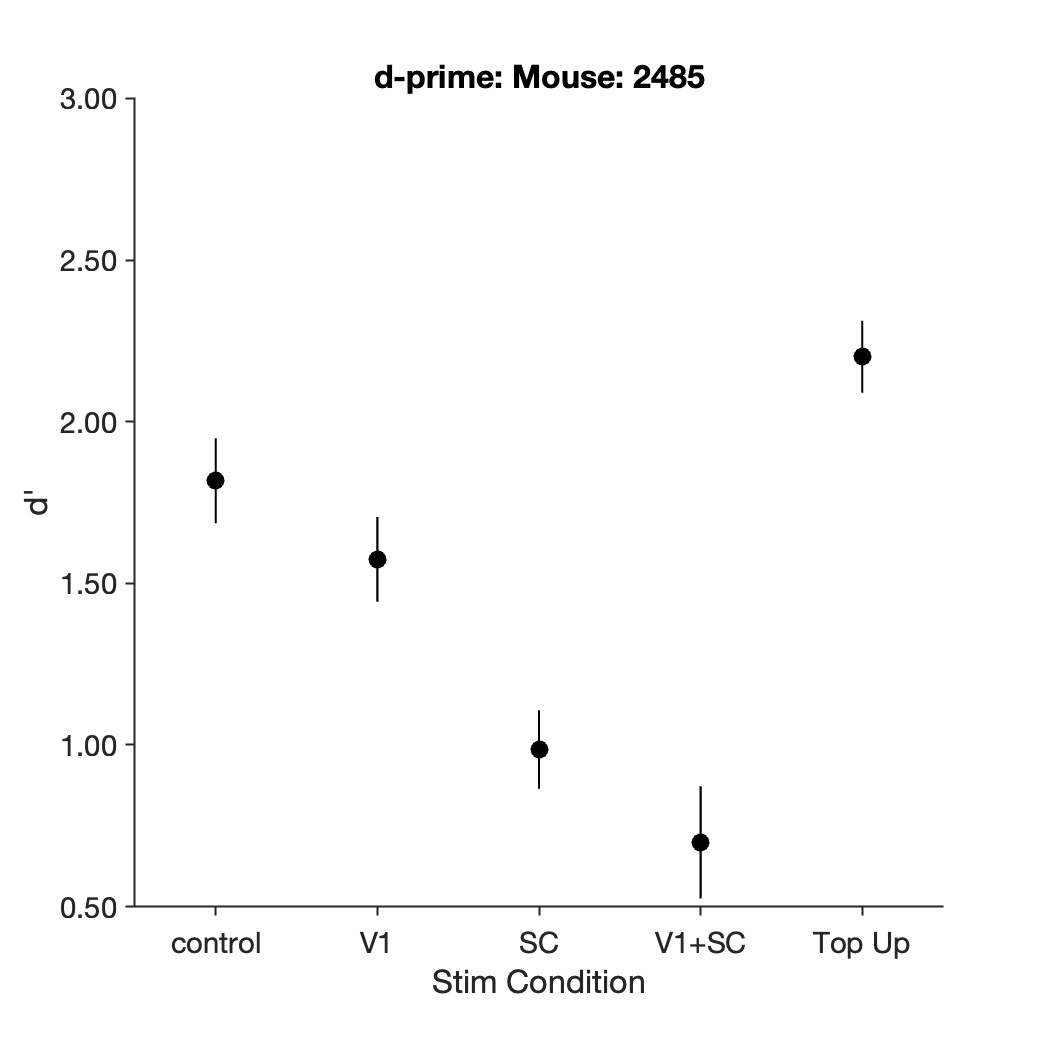 d-prime: Mouse: 2485
3.00
2.50
2.00
1.50
1.00
0.50
d'
control V1 SC V1+SC Top Up
Stim Condition